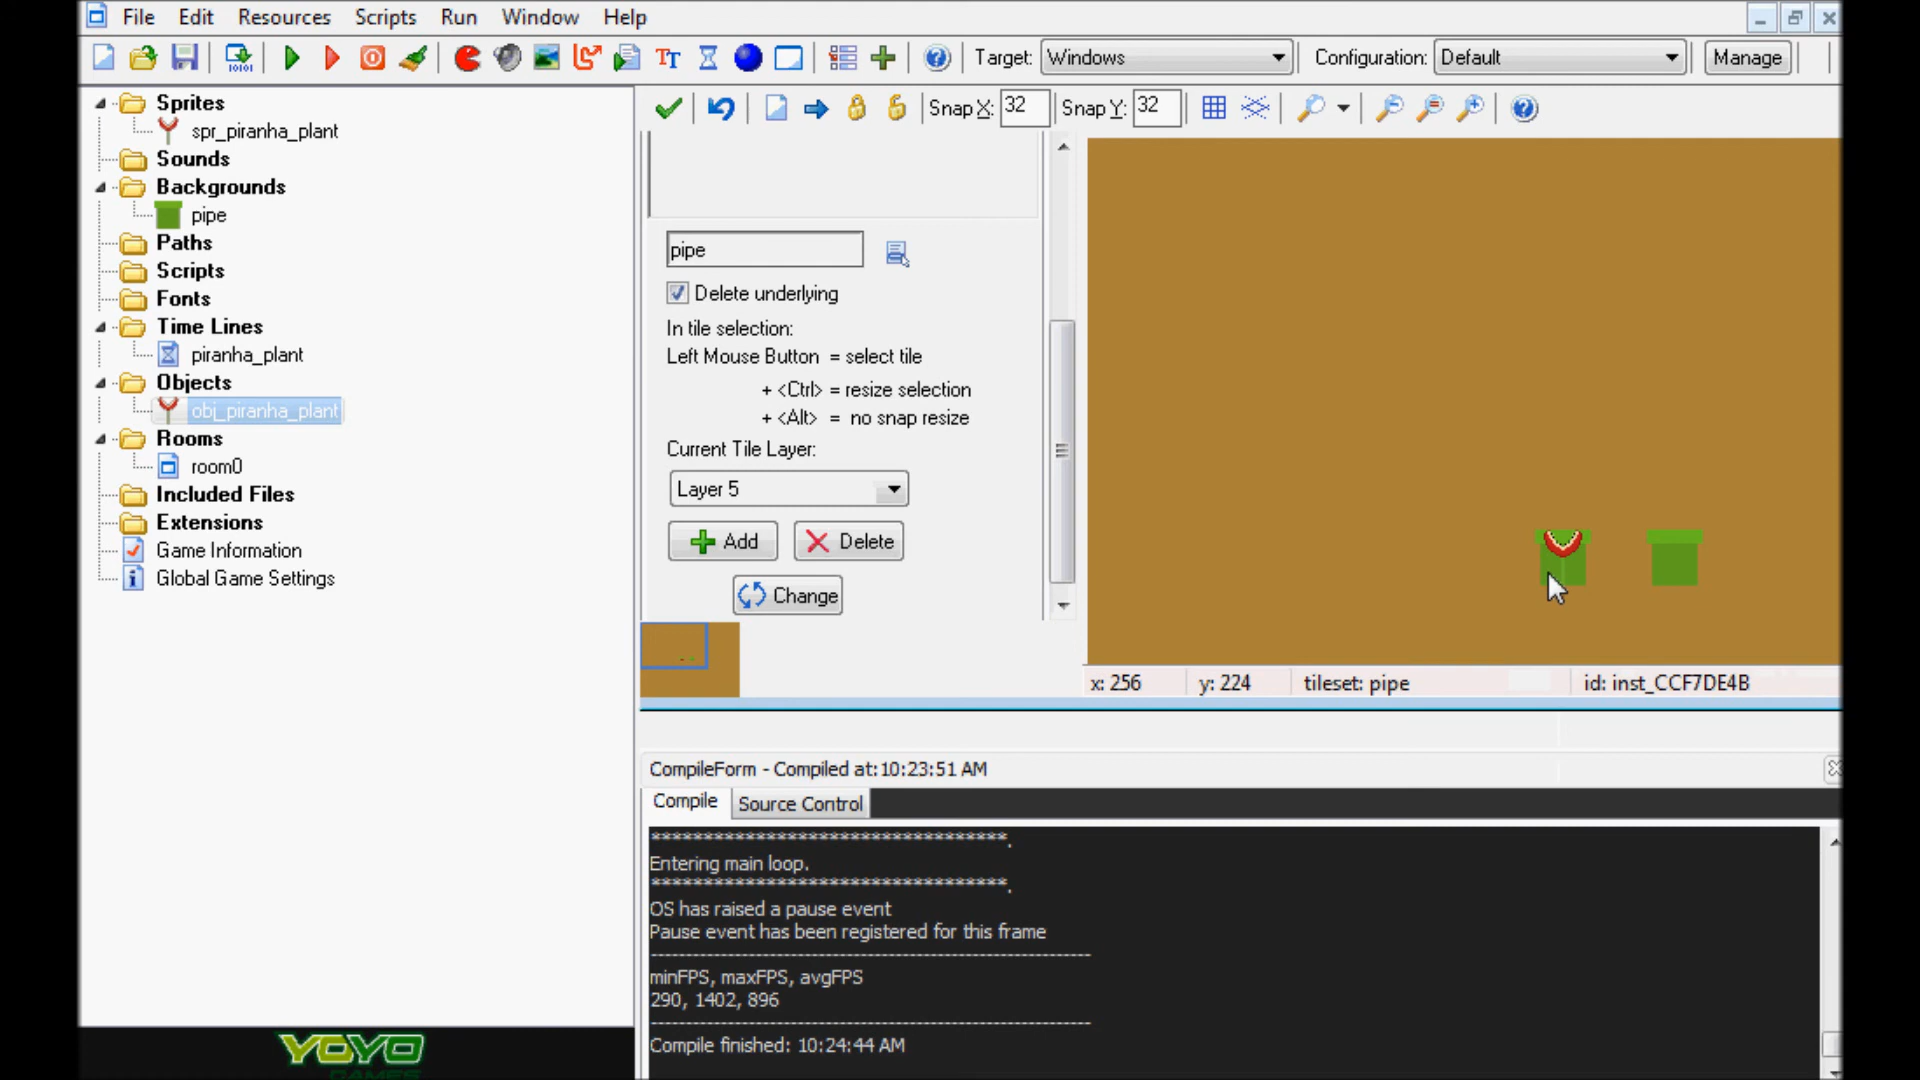 File Edit Resources Scripts Run Window Help
Target: Windows Configuration: Default Manage
Sprites
spr_piranha_plant
Sounds
Backgrounds
pipe
Paths
Scripts
Fonts
Time Lines
piranha_plant
Objects
obj_piranha_plant
Rooms
room0
Included Files
Extensions
Game Information
Global Game Settings
YOYO
GAMES
Snap X: 32 Snap Y: 32
pipe
Delete underlying
In tile selection:
Left Mouse Button = select tile
+ <Ctrl> = resize selection
+ <Alt> = no snap resize
Current Tile Layer:
Layer 5
Add Delete
Change
x: 256 y: 224 tileset: pipe id: inst_CCF7DE4B
CompileForm - Compiled at:10:23:51 AM
Compile Source Control
**********************************.
Entering main loop.
**********************************.
OS has raised a pause event
Pause event has been registered for this frame
minFPS, maxFPS, avgFPS
290, 1402, 896
Compile finished: 10:24:44 AM